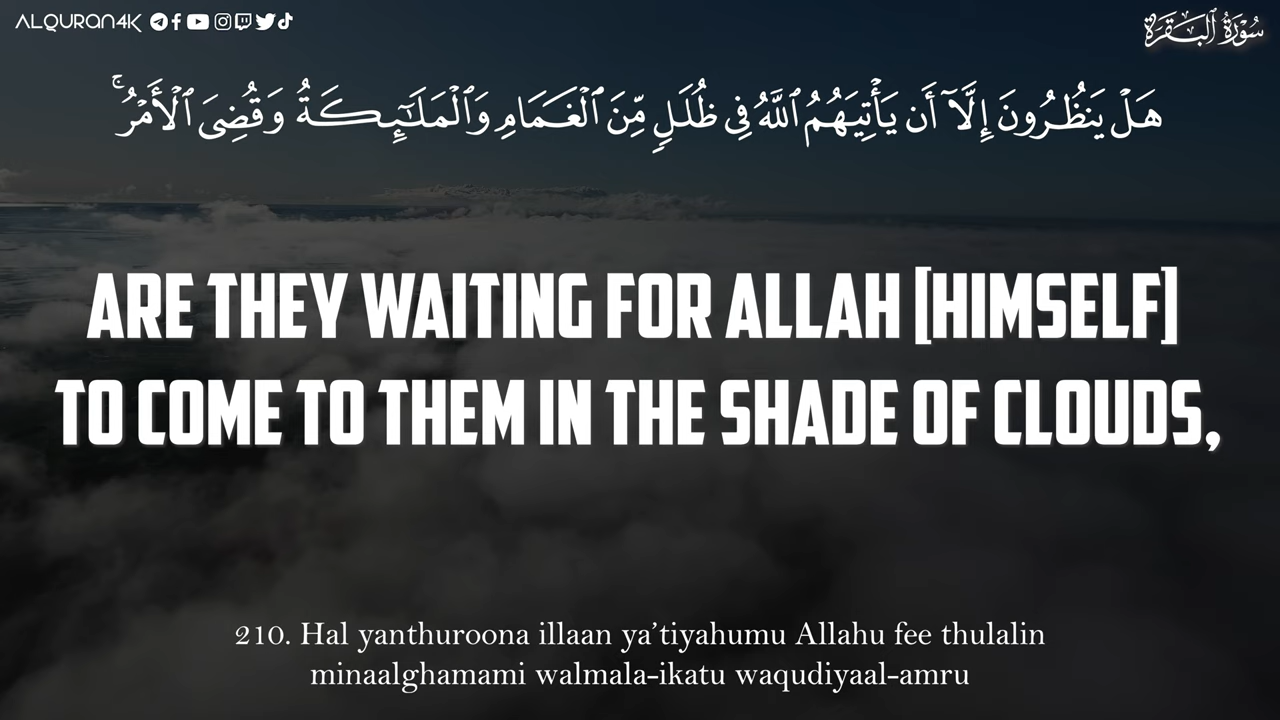 ALQURAN4K
سُورَةُ ٱلْبَقَرَةِ
هَلْ يَنظُرُونَ إِلَّآ أَن يَأْتِيَهُمُ ٱللَّهُ فِى ظُلَلٍ مِّنَ ٱلْغَمَامِ وَٱلْمَلَـٰٓئِكَةُ وَقُضِىَ ٱلْأَمْرُ ۚ
ARE THEY WAITING FOR ALLAH [HIMSELF]
TO COME TO THEM IN THE SHADE OF CLOUDS,
210. Hal yanthuroona illaan ya’tiyahumu Allahu fee thulalin
minaalghamami walmala-ikatu waqudiyaal-amru